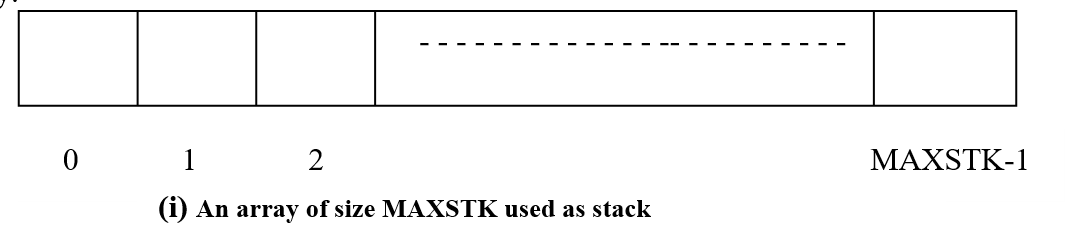 y.
0 1 2 MAXSTK-1
(i) An array of size MAXSTK used as stack